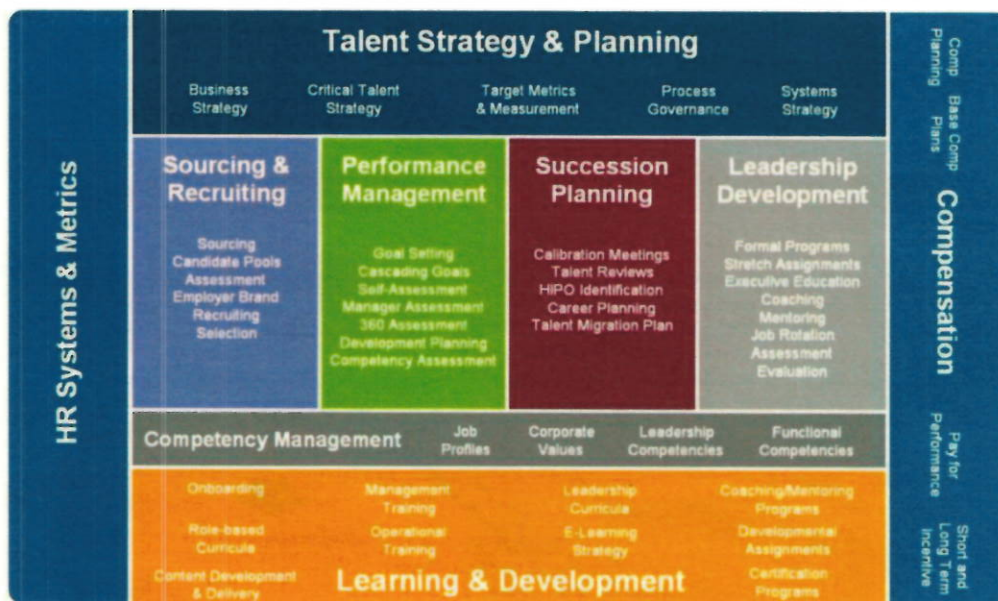 HR Systems & Metrics
Talent Strategy & Planning
Business
Strategy
Critical Talent
Strategy
Target Metrics
& Measurement
Process
Governance
Systems
Strategy
Sourcing &
Recruiting
Sourcing
Candidate Pools
Assessment
Employer Brand
Recruiting
Selection
Performance
Management
Goal Setting
Cascading Goals
Self-Assessment
Manager Assessment
360 Assessment
Development Planning
Competency Assessment
Succession
Planning
Calibration Meetings
Talent Reviews
HIPO Identification
Career Planning
Talent Migration Plan
Leadership
Development
Formal Programs
Stretch Assignments
Executive Education
Coaching
Mentoring
Job Rotation
Assessment
Evaluation
Competency Management
Job
Profiles
Corporate
Values
Leadership
Competencies
Functional
Competencies
Onboarding
Management
Training
Leadership
Curricula
Coaching/Mentoring
Programs
Role-based
Curricula
Operational
Training
E-Learning
Strategy
Developmental
Assignments
Content Development
& Delivery
Learning & Development
Certification
Programs
Comp
Planning
Base Comp
Plans
Compensation
Pay for
Performance
Short and
Long Term
incentive